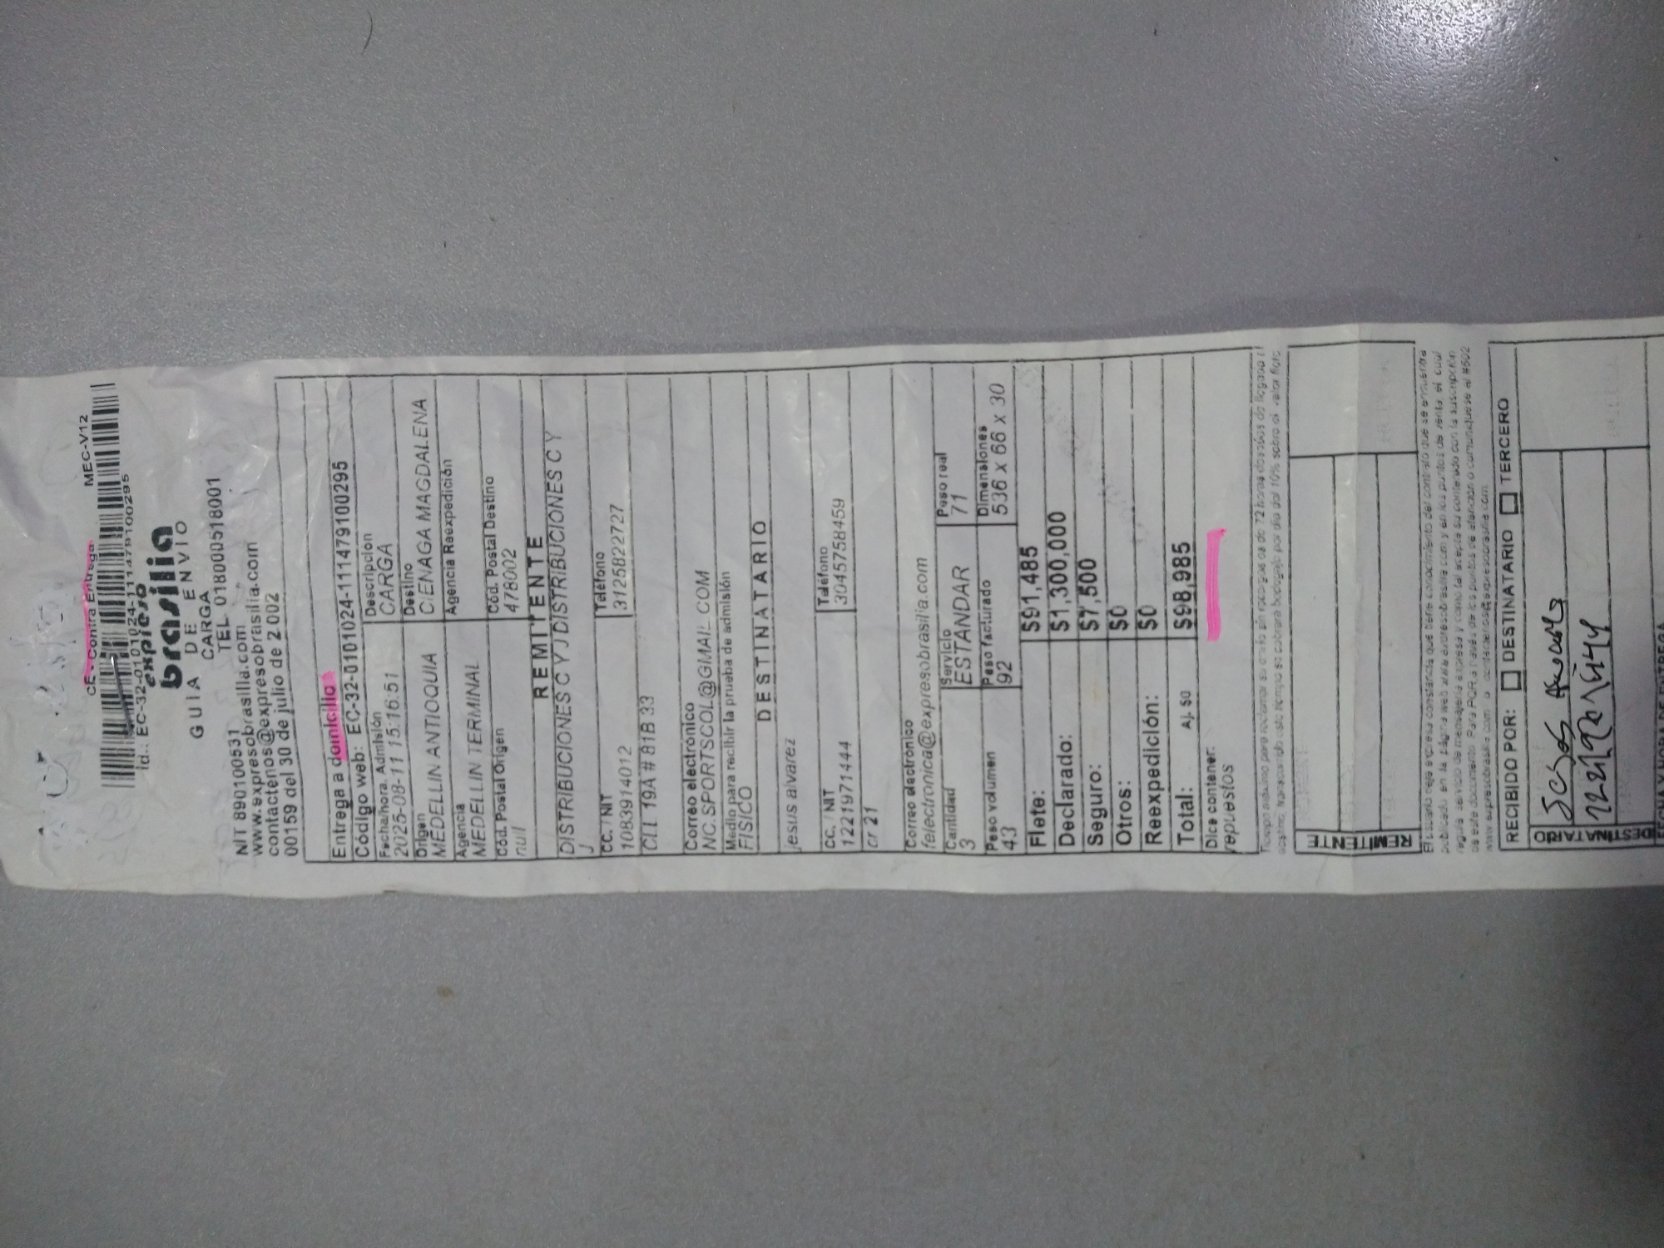 CE - Contra Entrega MEC-V12
Id.: EC-32-0101024-1114791100295
expreso
brasilia
GUIA DE ENVIO
CARGA
TEL 018000518001
NIT 890100531
www.expresobrasilia.com
contactenos@expresobrasilia.com
00159 del 30 de julio de 2 002
Entrega a domicilio
Código web: EC-32-0101024-1114791100295
Fecha/hora. Admisión Descripción
2025-08-11 15:16:51 CARGA
Origen Destino
MEDELLIN ANTIOQUIA CIENAGA MAGDALENA
Agencia Agencia Reexpedición
MEDELLIN TERMINAL
Cód. Postal Origen Cód. Postal Destino
null 478002
REMITENTE
DISTRIBUCIONES C Y J DISTRIBUCIONES C Y
J
CC. / NIT Teléfono
1083914012 3125822727
CLL 19A # 81B 33
Correo electrónico
NC.SPORTSCOL@GMAIL.COM
Medio para recibir la prueba de admisión
FISICO
DESTINATARIO
jesus alvarez
CC. / NIT Teléfono
1221971444 3045758459
cr 21
Correo electrónico
felectronica@expresobrasilia.com
Cantidad Servicio Peso real
3 ESTANDAR 71
Peso volumen Peso facturado Dimensiones
43 92 536 x 66 x 30
Flete: $91,485
Declarado: $1,300,000
Seguro: $7,500
Otros: $0
Reexpedición: $0
Total: Aj. 50 $98,985
Dice contener:
repuestos
REMITENTE
RECIBIDO POR: DESTINATARIO TERCERO
DESTINATARIO
FECHA Y HORA DE ENTREGA